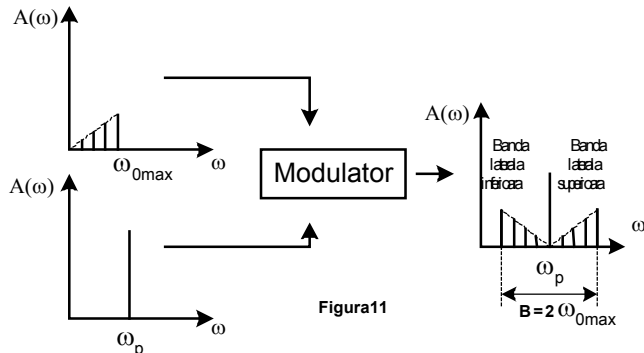 A(ω)
ω₀max
ω
A(ω)
ωp
ω
Modulator
A(ω)
Banda
laterala
inferioara
Banda
laterala
superioara
ω
ωp
B = 2 ω₀max
Figura11